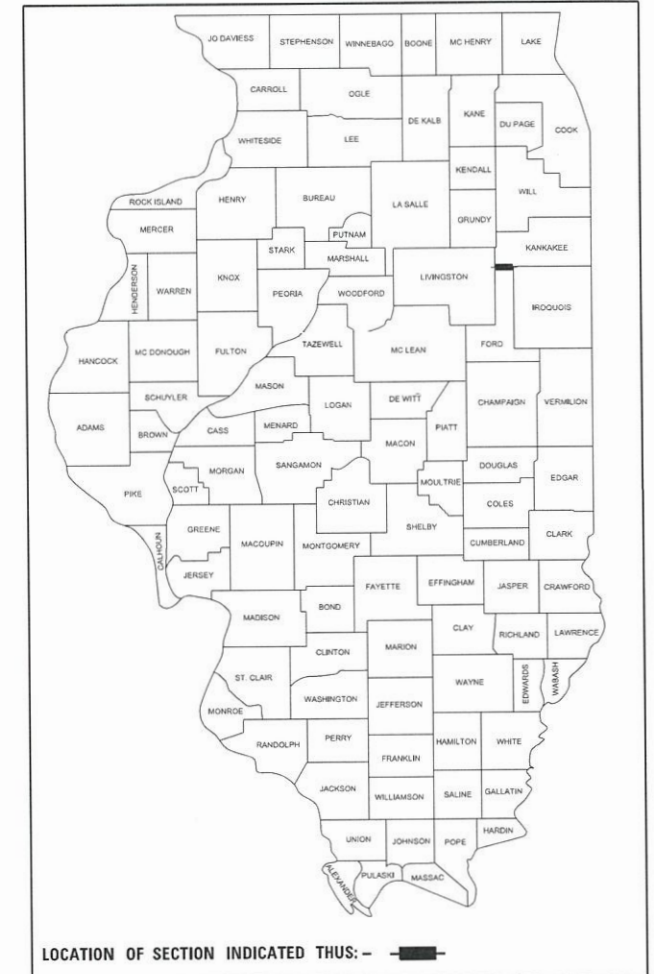 JO DAVIESS STEPHENSON WINNEBAGO BOONE MC HENRY LAKE
CARROLL OGLE DE KALB KANE DU PAGE COOK
WHITESIDE LEE KENDALL WILL
ROCK ISLAND HENRY BUREAU LA SALLE GRUNDY
MERCER STARK PUTNAM MARSHALL KANKAKEE
HENDERSON WARREN KNOX PEORIA WOODFORD LIVINGSTON IROQUOIS
HANCOCK MC DONOUGH FULTON TAZEWELL MC LEAN FORD
SCHUYLER MASON LOGAN DE WITT CHAMPAIGN VERMILION
ADAMS BROWN CASS MENARD MACON PIATT
PIKE SCOTT MORGAN SANGAMON CHRISTIAN MOULTRIE DOUGLAS EDGAR
COLES
CALHOUN GREENE MACOUPIN MONTGOMERY SHELBY CUMBERLAND CLARK
JERSEY FAYETTE EFFINGHAM JASPER CRAWFORD
MADISON BOND CLAY RICHLAND LAWRENCE
CLINTON MARION
ST. CLAIR WASHINGTON JEFFERSON WAYNE EDWARDS WABASH
MONROE RANDOLPH PERRY FRANKLIN HAMILTON WHITE
JACKSON WILLIAMSON SALINE GALLATIN
UNION JOHNSON POPE HARDIN
ALEXANDER PULASKI MASSAC
LOCATION OF SECTION INDICATED THUS: -